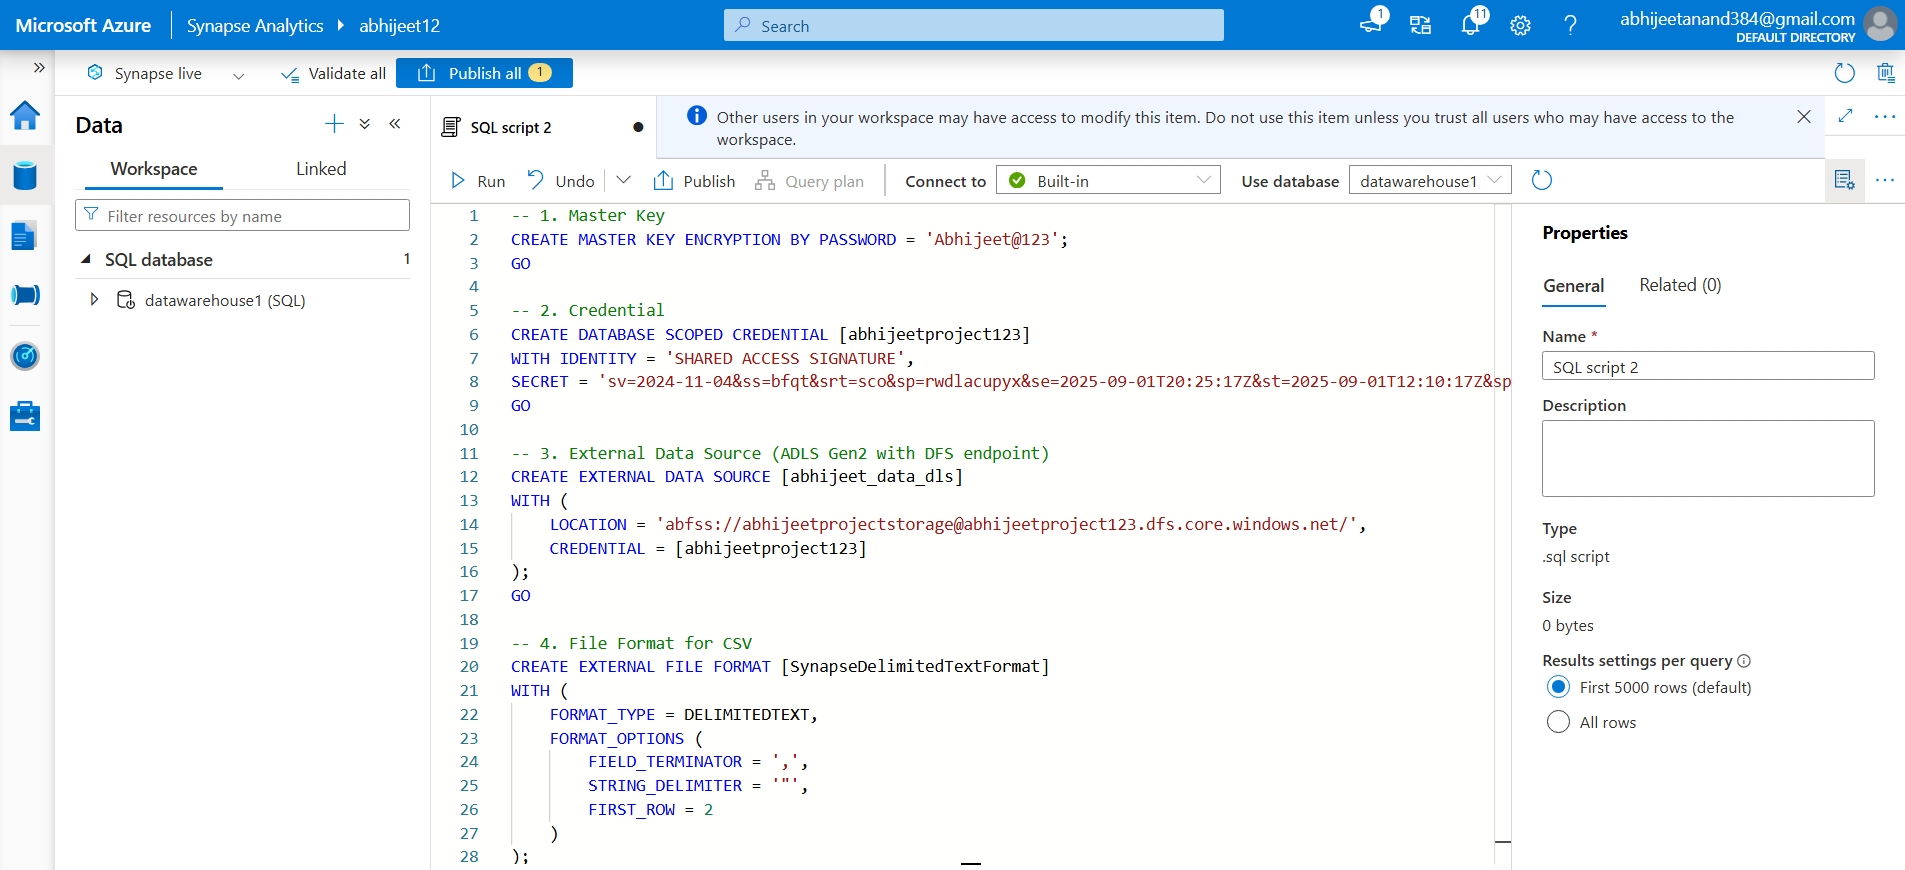 Microsoft Azure
Synapse Analytics
abhijeet12
Search
1
11
abhijeetanand384@gmail.com
DEFAULT DIRECTORY
Synapse live
Validate all
Publish all 1
Data
Workspace
Linked
Filter resources by name
SQL database 1
datawarehouse1 (SQL)
SQL script 2
Other users in your workspace may have access to modify this item. Do not use this item unless you trust all users who may have access to the
workspace.
Run
Undo
Publish
Query plan
Connect to
Built-in
Use database
datawarehouse1
1 -- 1. Master Key
2 CREATE MASTER KEY ENCRYPTION BY PASSWORD = 'Abhijeet@123';
3 GO
4
5 -- 2. Credential
6 CREATE DATABASE SCOPED CREDENTIAL [abhijeetproject123]
7 WITH IDENTITY = 'SHARED ACCESS SIGNATURE',
8 SECRET = 'sv=2024-11-04&ss=bfqt&srt=sco&sp=rwdlacupyx&se=2025-09-01T20:25:17Z&st=2025-09-01T12:10:17Z&sp
9 GO
10
11 -- 3. External Data Source (ADLS Gen2 with DFS endpoint)
12 CREATE EXTERNAL DATA SOURCE [abhijeet_data_dls]
13 WITH (
14 LOCATION = 'abfss://abhijeetprojectstorage@abhijeetproject123.dfs.core.windows.net/',
15 CREDENTIAL = [abhijeetproject123]
16 );
17 GO
18
19 -- 4. File Format for CSV
20 CREATE EXTERNAL FILE FORMAT [SynapseDelimitedTextFormat]
21 WITH (
22 FORMAT_TYPE = DELIMITEDTEXT,
23 FORMAT_OPTIONS (
24 FIELD_TERMINATOR = ',',
25 STRING_DELIMITER = '"',
26 FIRST_ROW = 2
27 )
28 );
Properties
General
Related (0)
Name *
SQL script 2
Description
Type
.sql script
Size
0 bytes
Results settings per query
First 5000 rows (default)
All rows